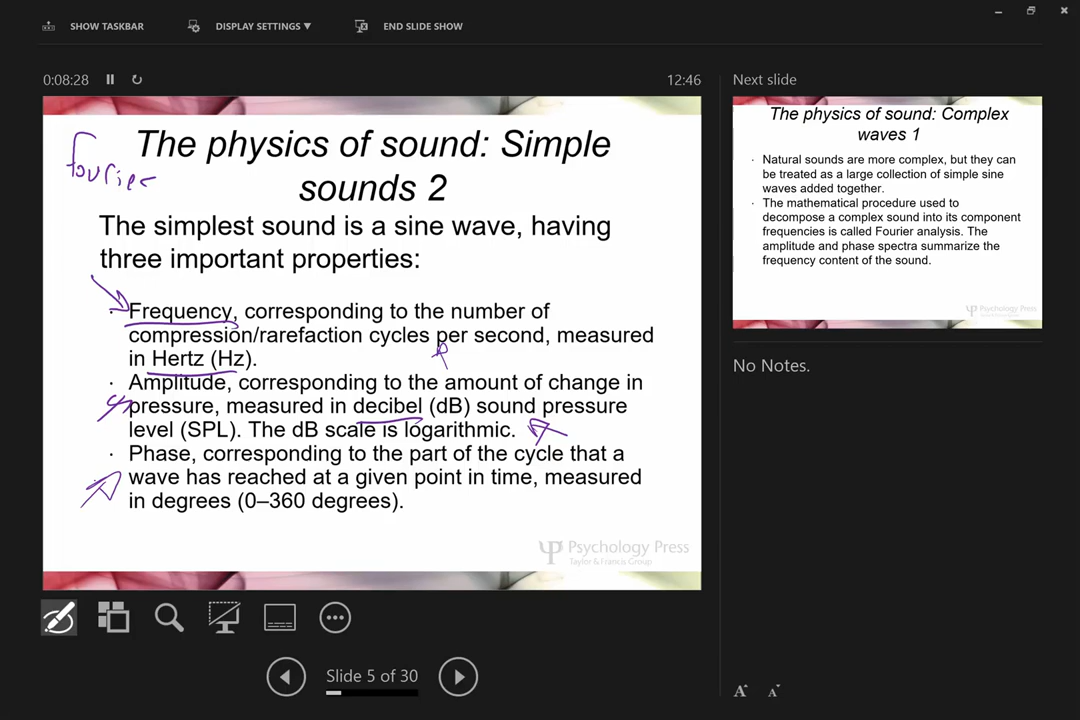 SHOW TASKBAR
DISPLAY SETTINGS ▼
END SLIDE SHOW
0:08:28
12:46
fourier
The physics of sound: Simple
sounds 2
The simplest sound is a sine wave, having
three important properties:
· Frequency, corresponding to the number of
compression/rarefaction cycles per second, measured
in Hertz (Hz).
· Amplitude, corresponding to the amount of change in
pressure, measured in decibel (dB) sound pressure
level (SPL). The dB scale is logarithmic.
· Phase, corresponding to the part of the cycle that a
wave has reached at a given point in time, measured
in degrees (0–360 degrees).
Psychology Press
Taylor & Francis Group
Slide 5 of 30
Next slide
The physics of sound: Complex
waves 1
· Natural sounds are more complex, but they can
be treated as a large collection of simple sine
waves added together.
· The mathematical procedure used to
decompose a complex sound into its component
frequencies is called Fourier analysis. The
amplitude and phase spectra summarize the
frequency content of the sound.
Psychology Press
No Notes.
A A